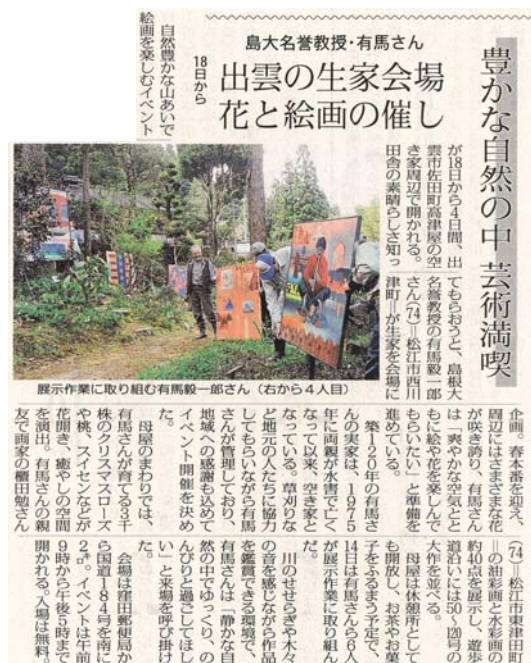 豊かな自然の中 芸術満喫
島大名誉教授・有馬さん
出雲の生家会場
花と絵画の催し
18日から
自然豊かな山あいで
絵画を楽しむイベント
が18日から4日間、出
雲市佐田町高津屋の空
き家周辺で開かれる。
田舎の素晴らしさ知っ
てもらおうと、島根大
名誉教授の有馬毅一郎
さん(74)=松江市西川
津町=が生家を会場に
展示作業に取り組む有馬毅一郎さん(右から4人目)
企画。春本番を迎え、
周辺にはさまざまな花
が咲き誇り、有馬さん
は「爽やかな空気とと
もに絵や花を楽しんで
もらいたい」と準備を
進めている。
築120年の有馬さ
んの実家は、1975
年に両親が水害で亡く
なって以来、空き家と
なっている。草刈りな
ど地元の人たちに協力
してもらいながら有馬
さんが管理しており、
地域への感謝も込めて
イベント開催を決め
た。
母屋のまわりでは、
有馬さんが育てる3千
株のクリスマスローズ
や桃、スイセンなどが
花開き、癒やしの空間
を演出。有馬さんの親
友で画家の櫃田勉さん
(74)=松江市東津田町
=の油彩画と水彩画の
約40点を展示し、遊歩
道沿いには50~120号の
大作を並べる。
母屋は休憩所として
も開放し、お茶やお菓
子をふるまう予定で、
14日は有馬さんら6人
が展示作業に取り組ん
だ。
川のせせらぎや木々
の音を感じながら作品
を鑑賞できる環境で、
有馬さんは「静かな自
然の中でゆっくり、の
んびりと過ごしてほし
い」と来場を呼び掛け
た。
会場は窪田郵便局か
ら国道184号を南に
2㌔。イベントは午前
9時から午後5時まで
開かれる。入場は無料。